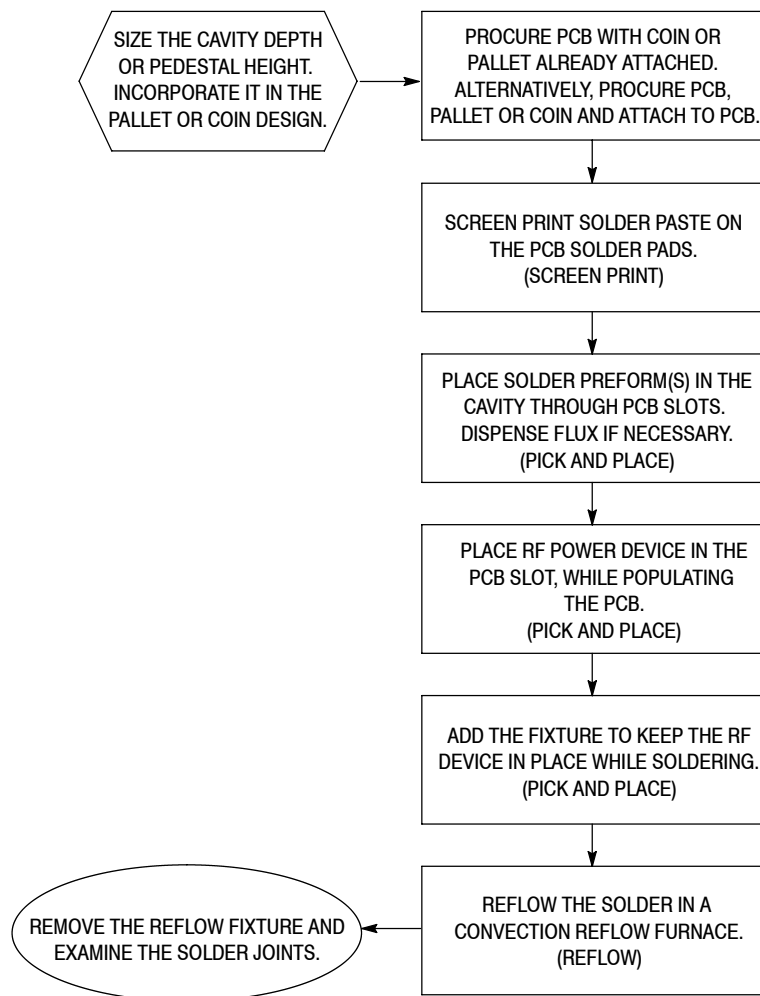 SIZE THE CAVITY DEPTH
OR PEDESTAL HEIGHT.
INCORPORATE IT IN THE
PALLET OR COIN DESIGN.
PROCURE PCB WITH COIN OR
PALLET ALREADY ATTACHED.
ALTERNATIVELY, PROCURE PCB,
PALLET OR COIN AND ATTACH TO PCB.
SCREEN PRINT SOLDER PASTE ON
THE PCB SOLDER PADS.
(SCREEN PRINT)
PLACE SOLDER PREFORM(S) IN THE
CAVITY THROUGH PCB SLOTS.
DISPENSE FLUX IF NECESSARY.
(PICK AND PLACE)
PLACE RF POWER DEVICE IN THE
PCB SLOT, WHILE POPULATING
THE PCB.
(PICK AND PLACE)
ADD THE FIXTURE TO KEEP THE RF
DEVICE IN PLACE WHILE SOLDERING.
(PICK AND PLACE)
REFLOW THE SOLDER IN A
CONVECTION REFLOW FURNACE.
(REFLOW)
REMOVE THE REFLOW FIXTURE AND
EXAMINE THE SOLDER JOINTS.